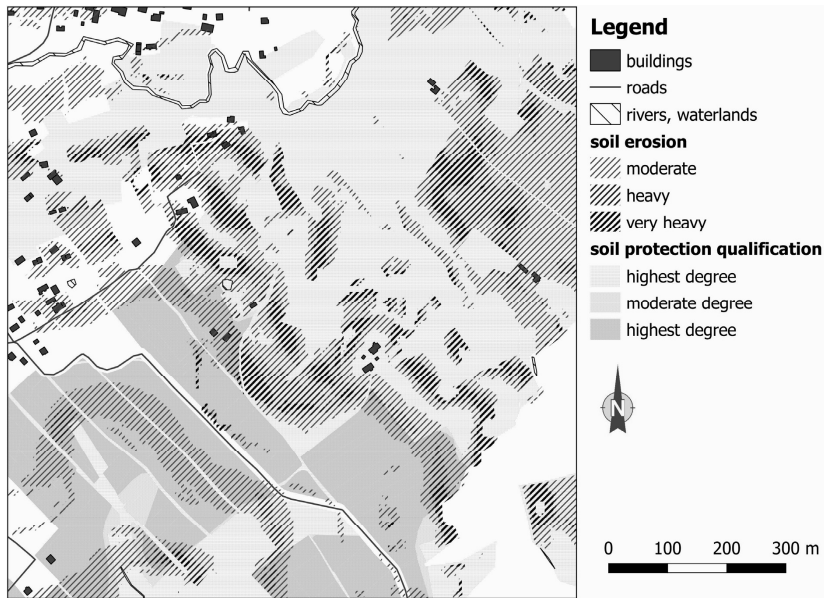 Legend
buildings
roads
rivers, waterlands
soil erosion
moderate
heavy
very heavy
soil protection qualification
highest degree
moderate degree
highest degree
N
0 100 200 300 m